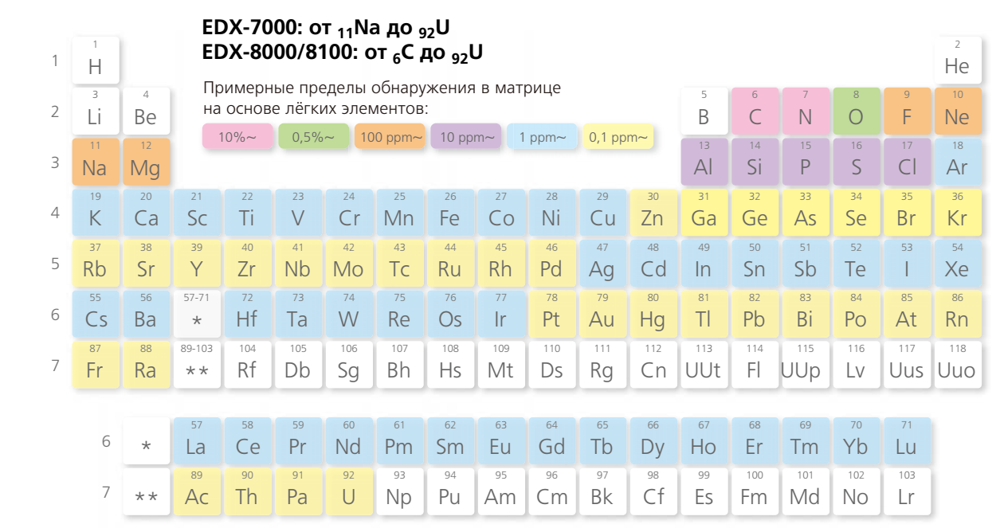 EDX-7000: от ₁₁Na до ₉₂U
EDX-8000/8100: от ₆C до ₉₂U
Примерные пределы обнаружения в матрице
на основе лёгких элементов:
10%~ 0,5%~ 100 ppm~ 10 ppm~ 1 ppm~ 0,1 ppm~
1 2
1 H He
3 4 5 6 7 8 9 10
2 Li Be B C N O F Ne
11 12 13 14 15 16 17 18
3 Na Mg Al Si P S Cl Ar
19 20 21 22 23 24 25 26 27 28 29 30 31 32 33 34 35 36
4 K Ca Sc Ti V Cr Mn Fe Co Ni Cu Zn Ga Ge As Se Br Kr
37 38 39 40 41 42 43 44 45 46 47 48 49 50 51 52 53 54
5 Rb Sr Y Zr Nb Mo Tc Ru Rh Pd Ag Cd In Sn Sb Te I Xe
55 56 57-71 72 73 74 75 76 77 78 79 80 81 82 83 84 85 86
6 Cs Ba * Hf Ta W Re Os Ir Pt Au Hg Tl Pb Bi Po At Rn
87 88 89-103 104 105 106 107 108 109 110 111 112 113 114 115 116 117 118
7 Fr Ra ** Rf Db Sg Bh Hs Mt Ds Rg Cn UUt Fl UUp Lv Uus Uuo
57 58 59 60 61 62 63 64 65 66 67 68 69 70 71
6 * La Ce Pr Nd Pm Sm Eu Gd Tb Dy Ho Er Tm Yb Lu
89 90 91 92 93 94 95 96 97 98 99 100 101 102 103
7 ** Ac Th Pa U Np Pu Am Cm Bk Cf Es Fm Md No Lr